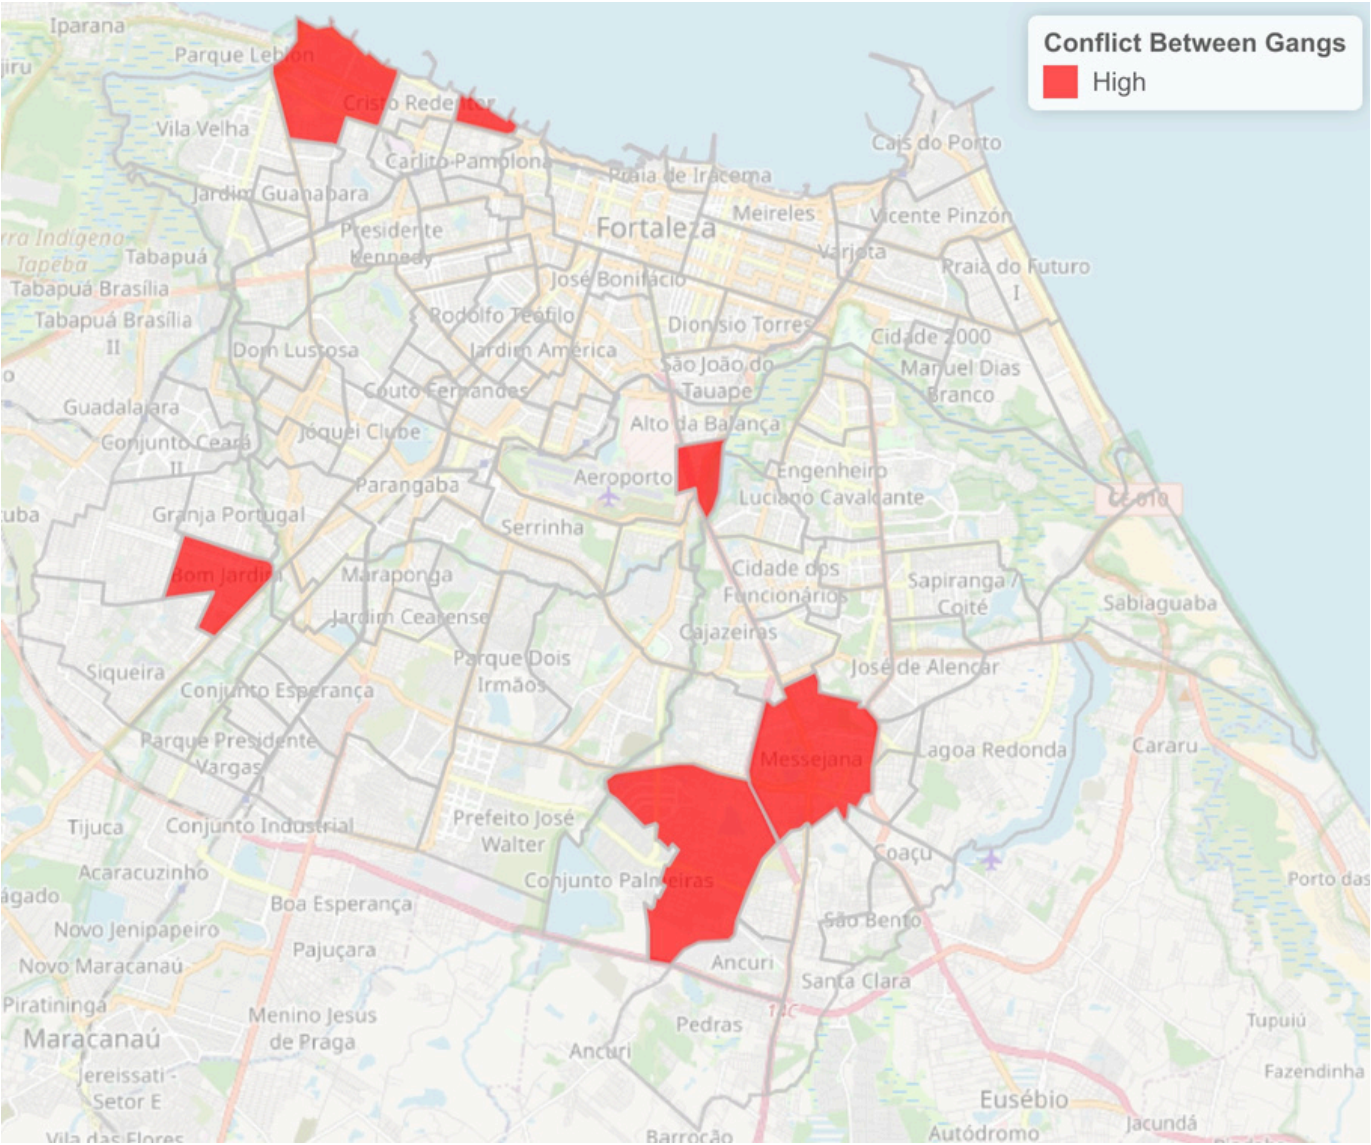 Iparana
Conflict Between Gangs
High
Parque Leblon
jiru
Cristo Redentor
Vila Velha
Cais do Porto
Carlito Pamplona
Praia de Iracema
Jardim Guanabara
Meireles
Vicente Pinzón
Fortaleza
Presidente
Kennedy
rra Indígena
Tapeba
Tabapuá
Varjota
Praia do Futuro
I
José Bonifácio
Tabapuá Brasília
Tabapuá Brasília
II
Rodolfo Teófilo
Dionísio Torres
Cidade 2000
Dom Lustosa
Jardim América
São João do
Tauape
Manuel Dias
Branco
o
Couto Fernandes
Guadalajara
Alto da Balança
Jóquei Clube
Conjunto Ceará
II
Aeroporto
Engenheiro
Luciano Cavalcante
Parangaba
CE-010
Granja Portugal
tuba
Serrinha
Bom Jardim
Maraponga
Cidade dos
Funcionários
Sapiranga /
Coité
Sabiaguaba
Jardim Cearense
Cajazeiras
Parque Dois
Irmãos
José de Alencar
Siqueira
Conjunto Esperança
Parque Presidente
Vargas
Messejana
Lagoa Redonda
Cararu
Prefeito José
Walter
Tijuca
Conjunto Industrial
Coaçu
Acaracuzinho
Conjunto Palmeiras
Porto das
ágado
Boa Esperança
São Bento
Novo Jenipapeiro
Pajuçara
Ancuri
Novo Maracanaú
Santa Clara
Piratininga
Menino Jesus
de Praga
Pedras
Tupuiú
Maracanaú
Ancuri
Jereissati -
Setor E
Fazendinha
Eusébio
Jacundá
Vila das Flores
Barrocão
Autódromo